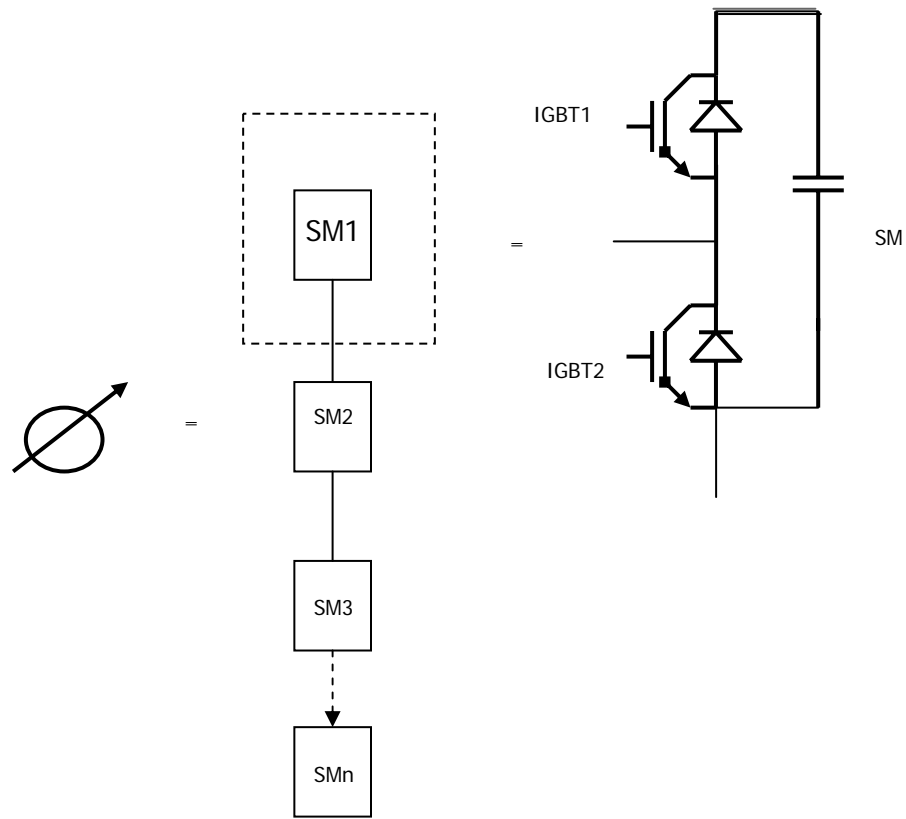 IGBT1
SM1
=
SM
IGBT2
SM2
=
SM3
SMn